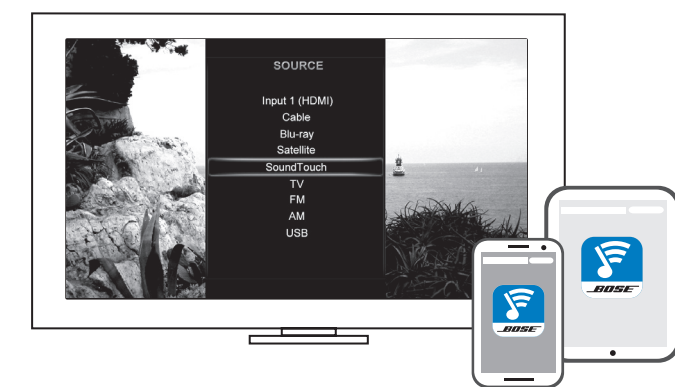 SOURCE
Input 1 (HDMI)
Cable
Blu-ray
Satellite
SoundTouch
TV
FM
AM
USB
BOSE
BOSE